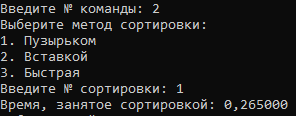 Введите № команды: 2
Выберите метод сортировки:
1. Пузырьком
2. Вставкой
3. Быстрая
Введите № сортировки: 1
Время, занятое сортировкой: 0,265000